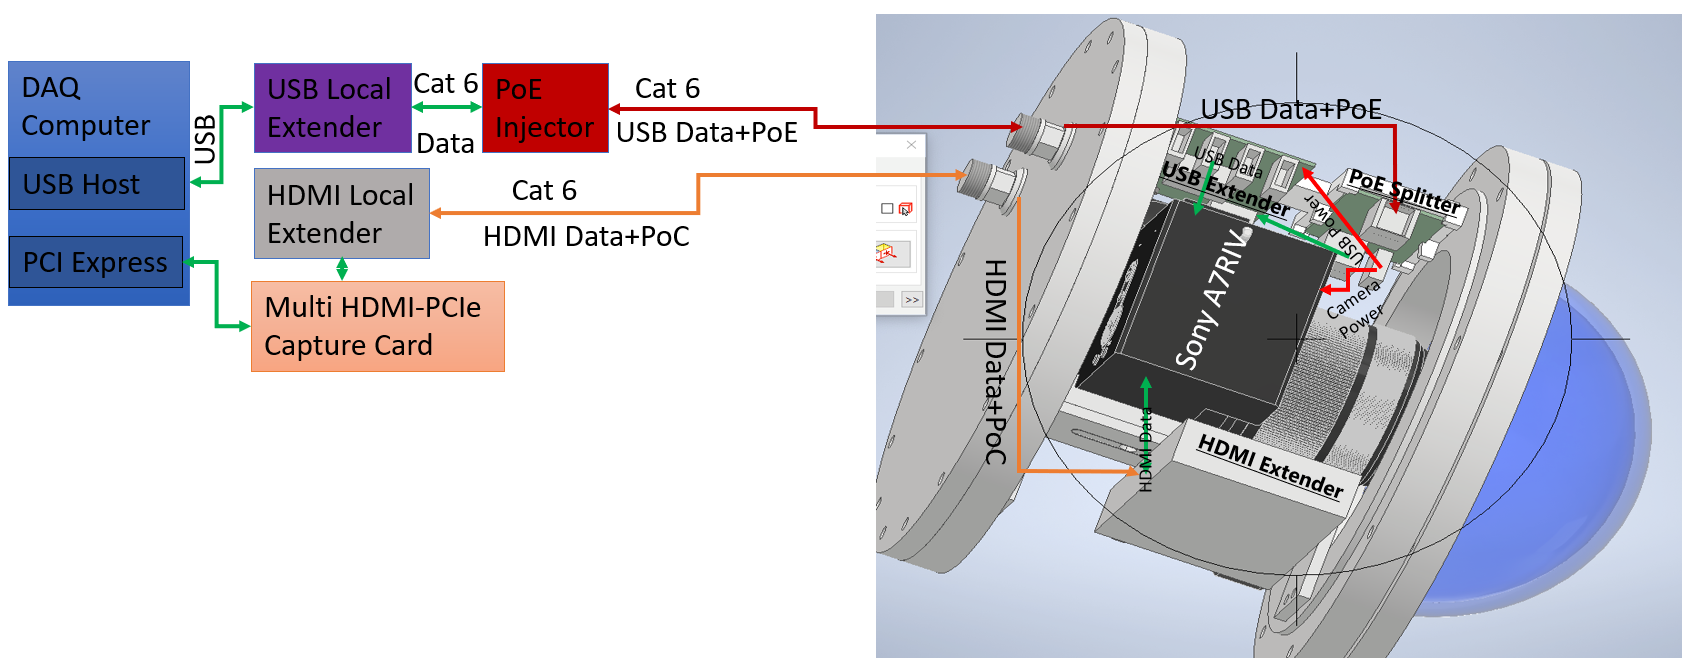 DAQ
Computer
USB Host
PCI Express
USB
USB Local
Extender
Cat 6
Data
PoE
Injector
Cat 6
USB Data+PoE
HDMI Local
Extender
Cat 6
HDMI Data+PoC
Multi HDMI-PCIe
Capture Card
USB Data+PoE
USB Data
USB Extender
PoE Splitter
USB Power
Camera
Power
Sony A7RIV
HDMI Data+PoC
HDMI Data
HDMI Extender
>>